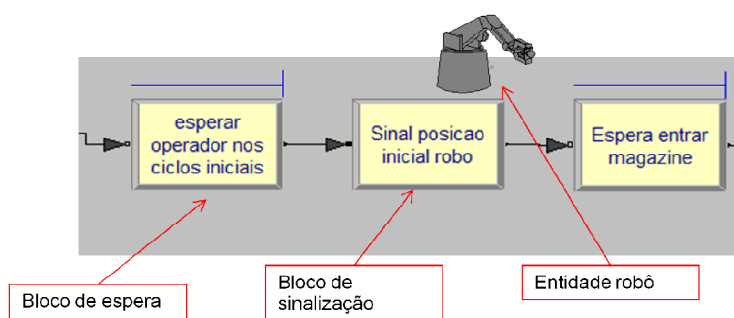 esperar
operador nos
ciclos iniciais
Sinal posicao
inicial robo
Espera entrar
magazine
Bloco de espera
Bloco de
sinalização
Entidade robô